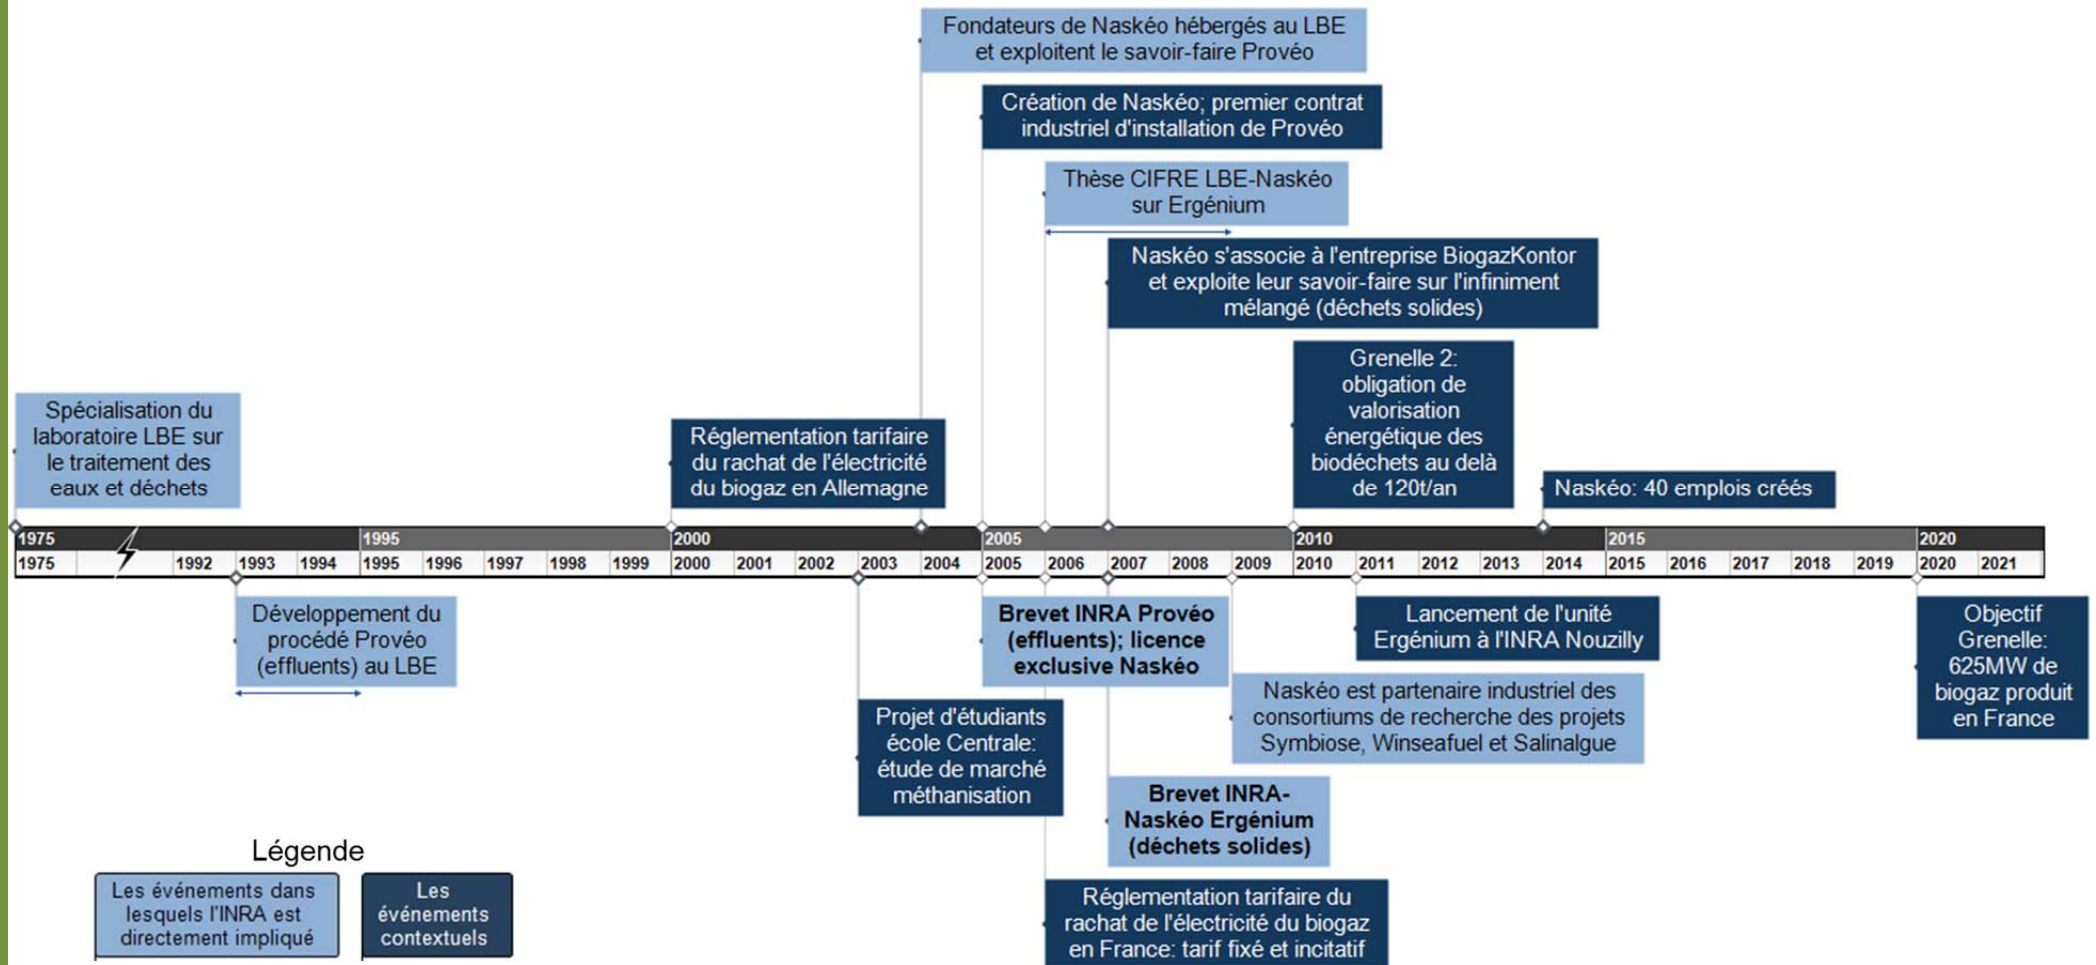 Fondateurs de Naskéo hébergés au LBE
et exploitent le savoir-faire Provéo
Création de Naskéo; premier contrat
industriel d'installation de Provéo
Thèse CIFRE LBE-Naskéo
sur Ergénium
Naskéo s'associe à l'entreprise BiogazKontor
et exploite leur savoir-faire sur l'infiniment
mélangé (déchets solides)
Grenelle 2:
obligation de
valorisation
énergétique des
biodéchets au delà
de 120t/an
Spécialisation du
laboratoire LBE sur
le traitement des
eaux et déchets
Réglementation tarifaire
du rachat de l'électricité
du biogaz en Allemagne
Naskéo: 40 emplois créés
1975 1995 2000 2005 2010 2015 2020
1975 1992 1993 1994 1995 1996 1997 1998 1999 2000 2001 2002 2003 2004 2005 2006 2007 2008 2009 2010 2011 2012 2013 2014 2015 2016 2017 2018 2019 2020 2021
Développement du
procédé Provéo
(effluents) au LBE
Brevet INRA Provéo
(effluents); licence
exclusive Naskéo
Lancement de l'unité
Ergénium à l'INRA Nouzilly
Objectif
Grenelle:
625MW de
biogaz produit
en France
Projet d'étudiants
école Centrale:
étude de marché
méthanisation
Naskéo est partenaire industriel des
consortiums de recherche des projets
Symbiose, Winseafuel et Salinalgue
Brevet INRA-
Naskéo Ergénium
(déchets solides)
Réglementation tarifaire du
rachat de l'électricité du biogaz
en France: tarif fixé et incitatif
Légende
Les événements dans
lesquels l'INRA est
directement impliqué
Les
événements
contextuels